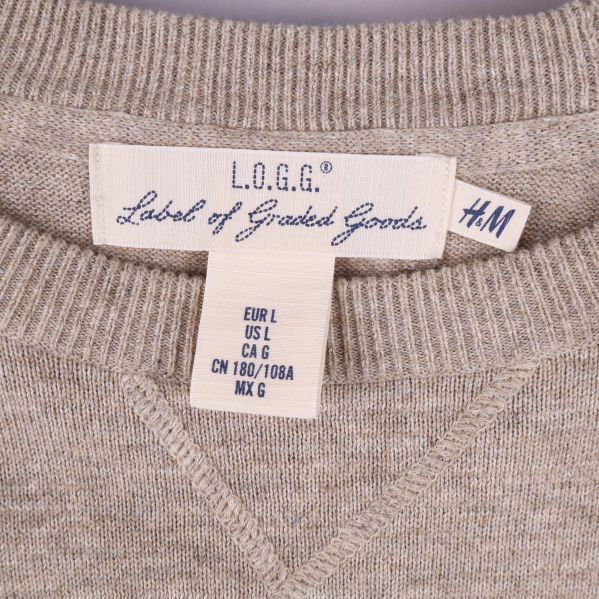 L.O.G.G.®
Label of Graded Goods
H&M
EUR L
US L
CA G
CN 180/108A
MX G